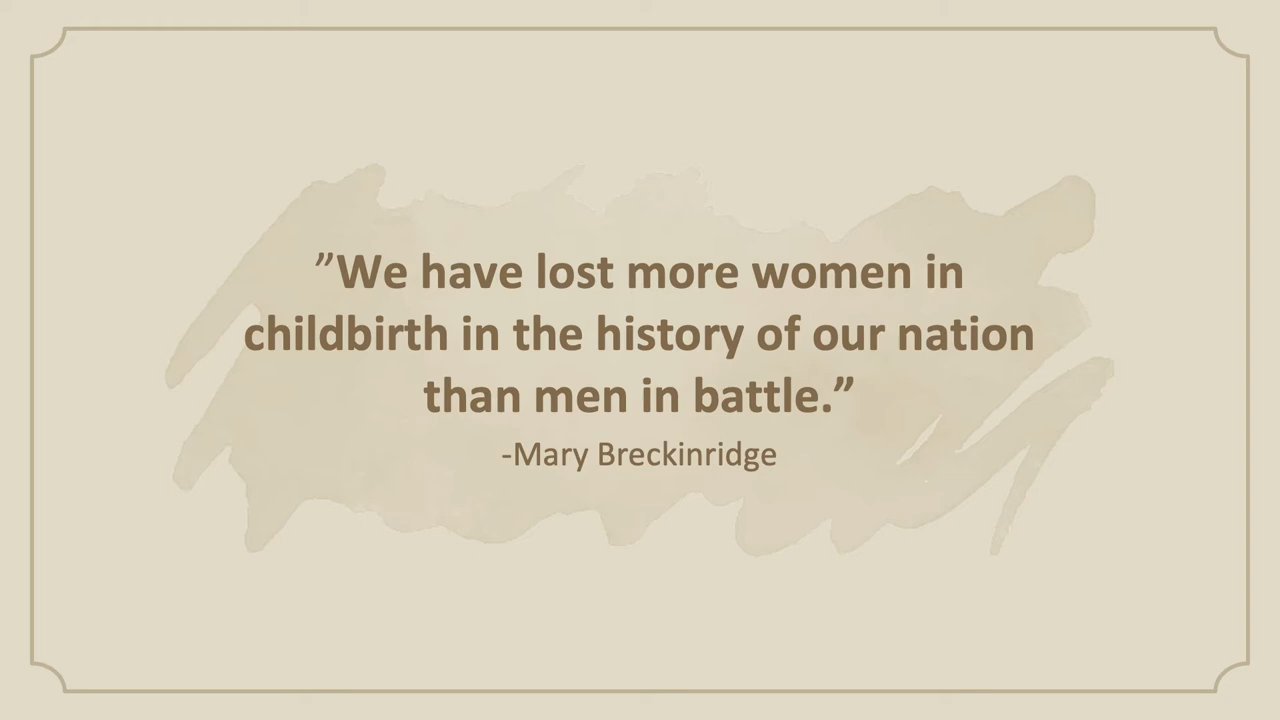 ”We have lost more women in
childbirth in the history of our nation
than men in battle.”
-Mary Breckinridge